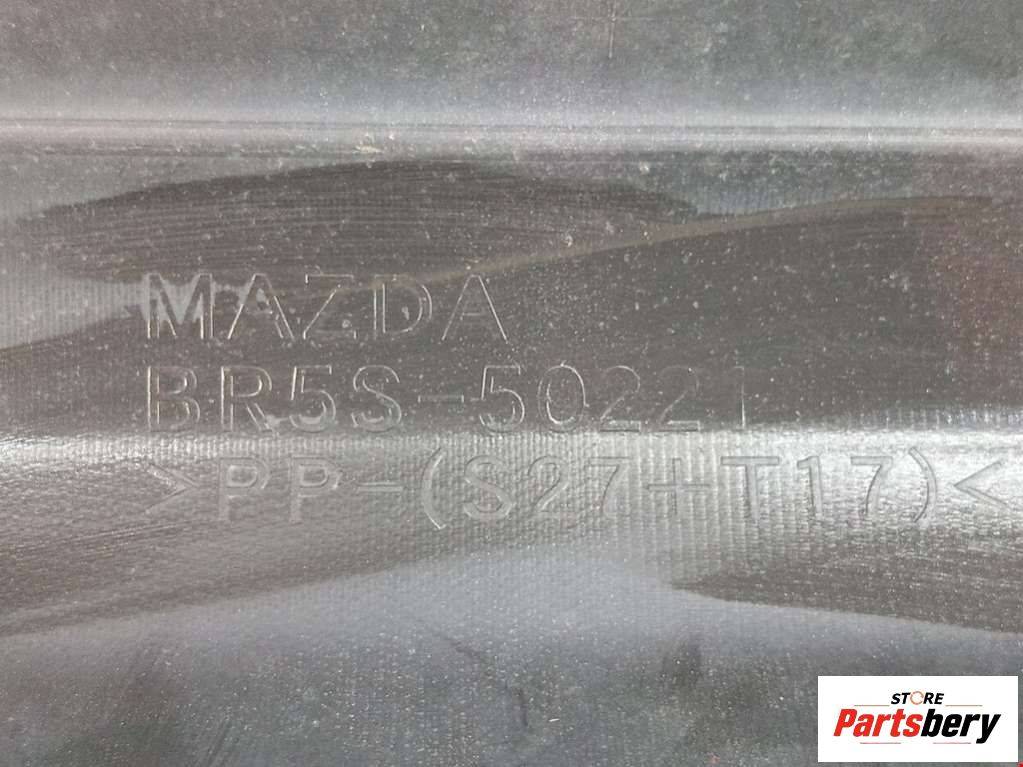 MAZDA
BR5S-50221
>PP-(S27+T17)<
STORE
Partsbery